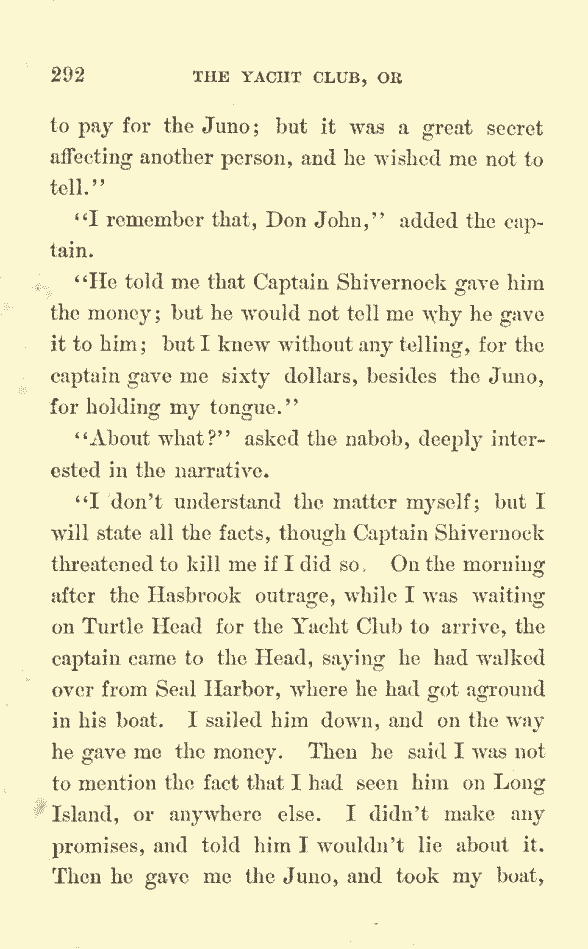 292 THE YACHT CLUB, OR
to pay for the Juno; but it was a great secret
affecting another person, and he wished me not to
tell."
"I remember that, Don John," added the cap-
tain.
"He told me that Captain Shivernock gave him
the money; but he would not tell me why he gave
it to him; but I knew without any telling, for the
captain gave me sixty dollars, besides the Juno,
for holding my tongue."
"About what?" asked the nabob, deeply inter-
ested in the narrative.
"I don't understand the matter myself; but I
will state all the facts, though Captain Shivernock
threatened to kill me if I did so. On the morning
after the Hasbrook outrage, while I was waiting
on Turtle Head for the Yacht Club to arrive, the
captain came to the Head, saying he had walked
over from Seal Harbor, where he had got aground
in his boat. I sailed him down, and on the way
he gave me the money. Then he said I was not
to mention the fact that I had seen him on Long
Island, or anywhere else. I didn't make any
promises, and told him I wouldn't lie about it.
Then he gave me the Juno, and took my boat,